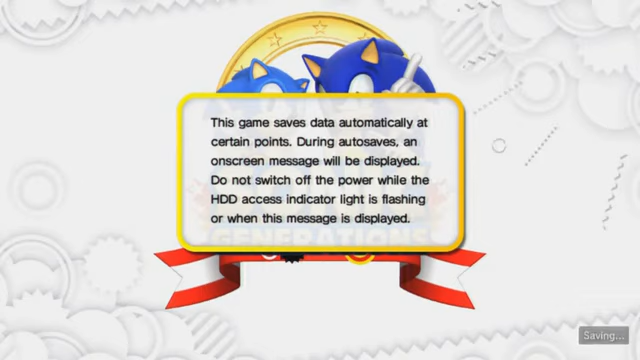 This game saves data automatically at
certain points. During autosaves, an
onscreen message will be displayed.
Do not switch off the power while the
HDD access indicator light is flashing
or when this message is displayed.
GENERATIONS
Saving...